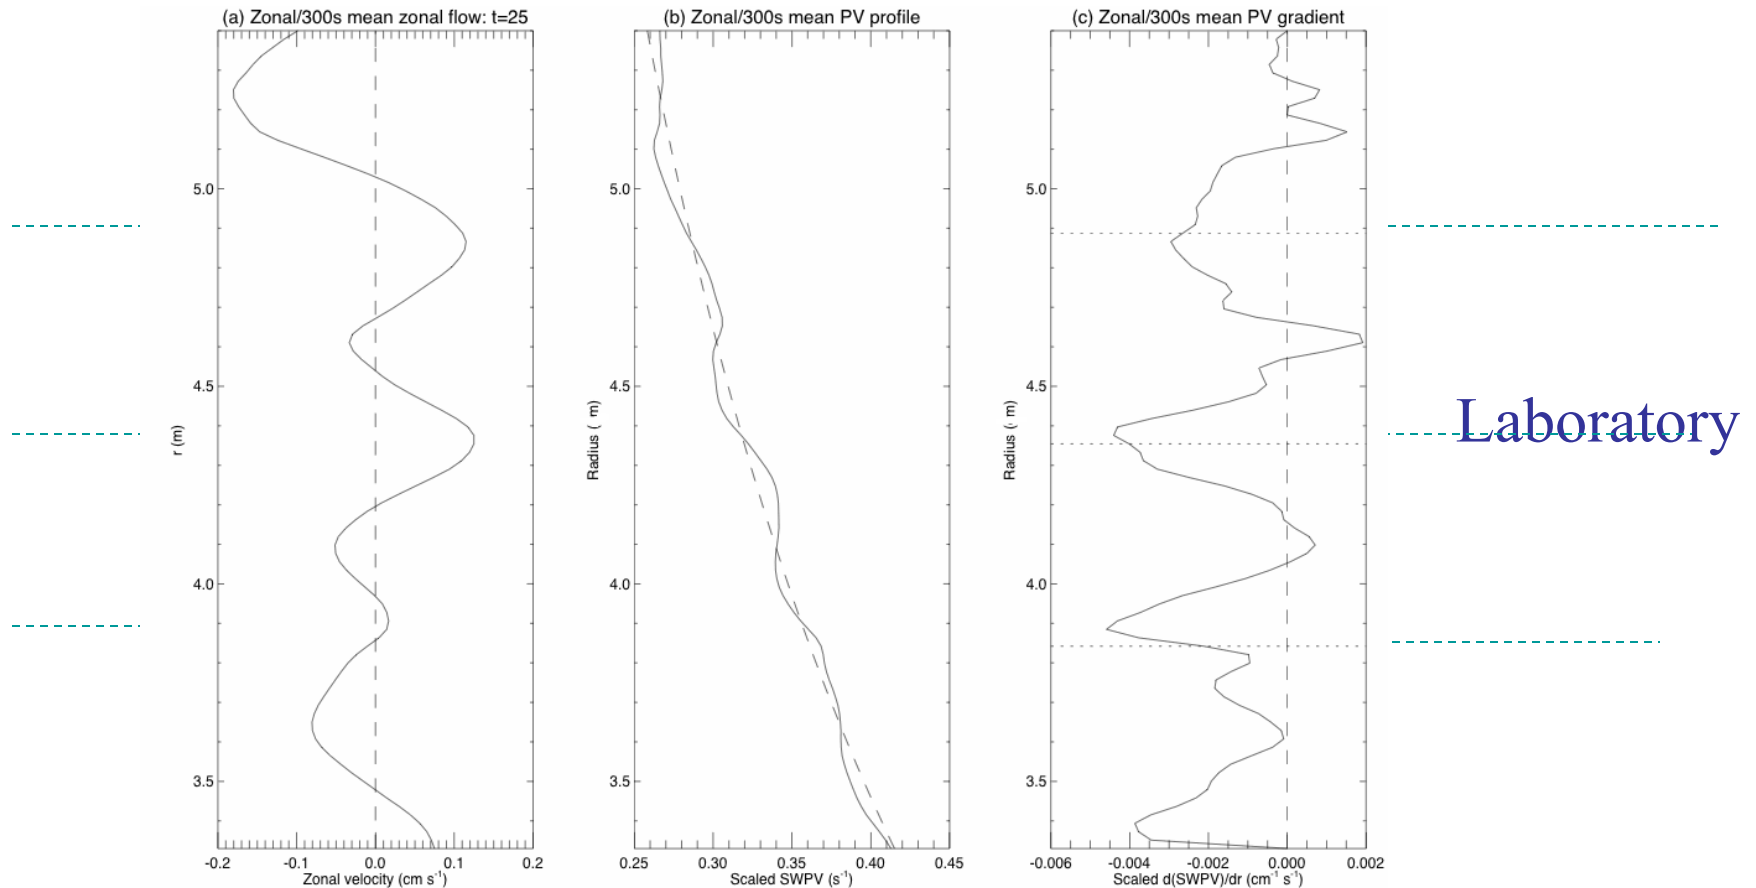 (a) Zonal/300s mean zonal flow: t=25
5.0
4.5
4.0
3.5
r (m)
-0.2 -0.1 0.0 0.1 0.2
Zonal velocity (cm s⁻¹)
(b) Zonal/300s mean PV profile
5.0
4.5
4.0
3.5
Radius ( m)
0.25 0.30 0.35 0.40 0.45
Scaled SWPV (s⁻¹)
(c) Zonal/300s mean PV gradient
5.0
4.5
4.0
3.5
Radius ( m)
-0.006 -0.004 -0.002 0.000 0.002
Scaled d(SWPV)/dr (cm⁻¹ s⁻¹)
Laboratory